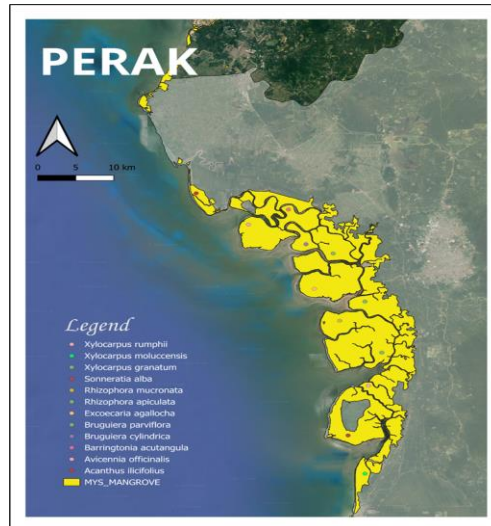 PERAK
0 5 10 km
Legend
Xylocarpus rumphii
Xylocarpus moluccensis
Xylocarpus granatum
Sonneratia alba
Rhizophora mucronata
Rhizophora apiculata
Excoecaria agallocha
Bruguiera parviflora
Bruguiera cylindrica
Barringtonia acutangula
Avicennia officinalis
Acanthus ilicifolius
MYS_MANGROVE